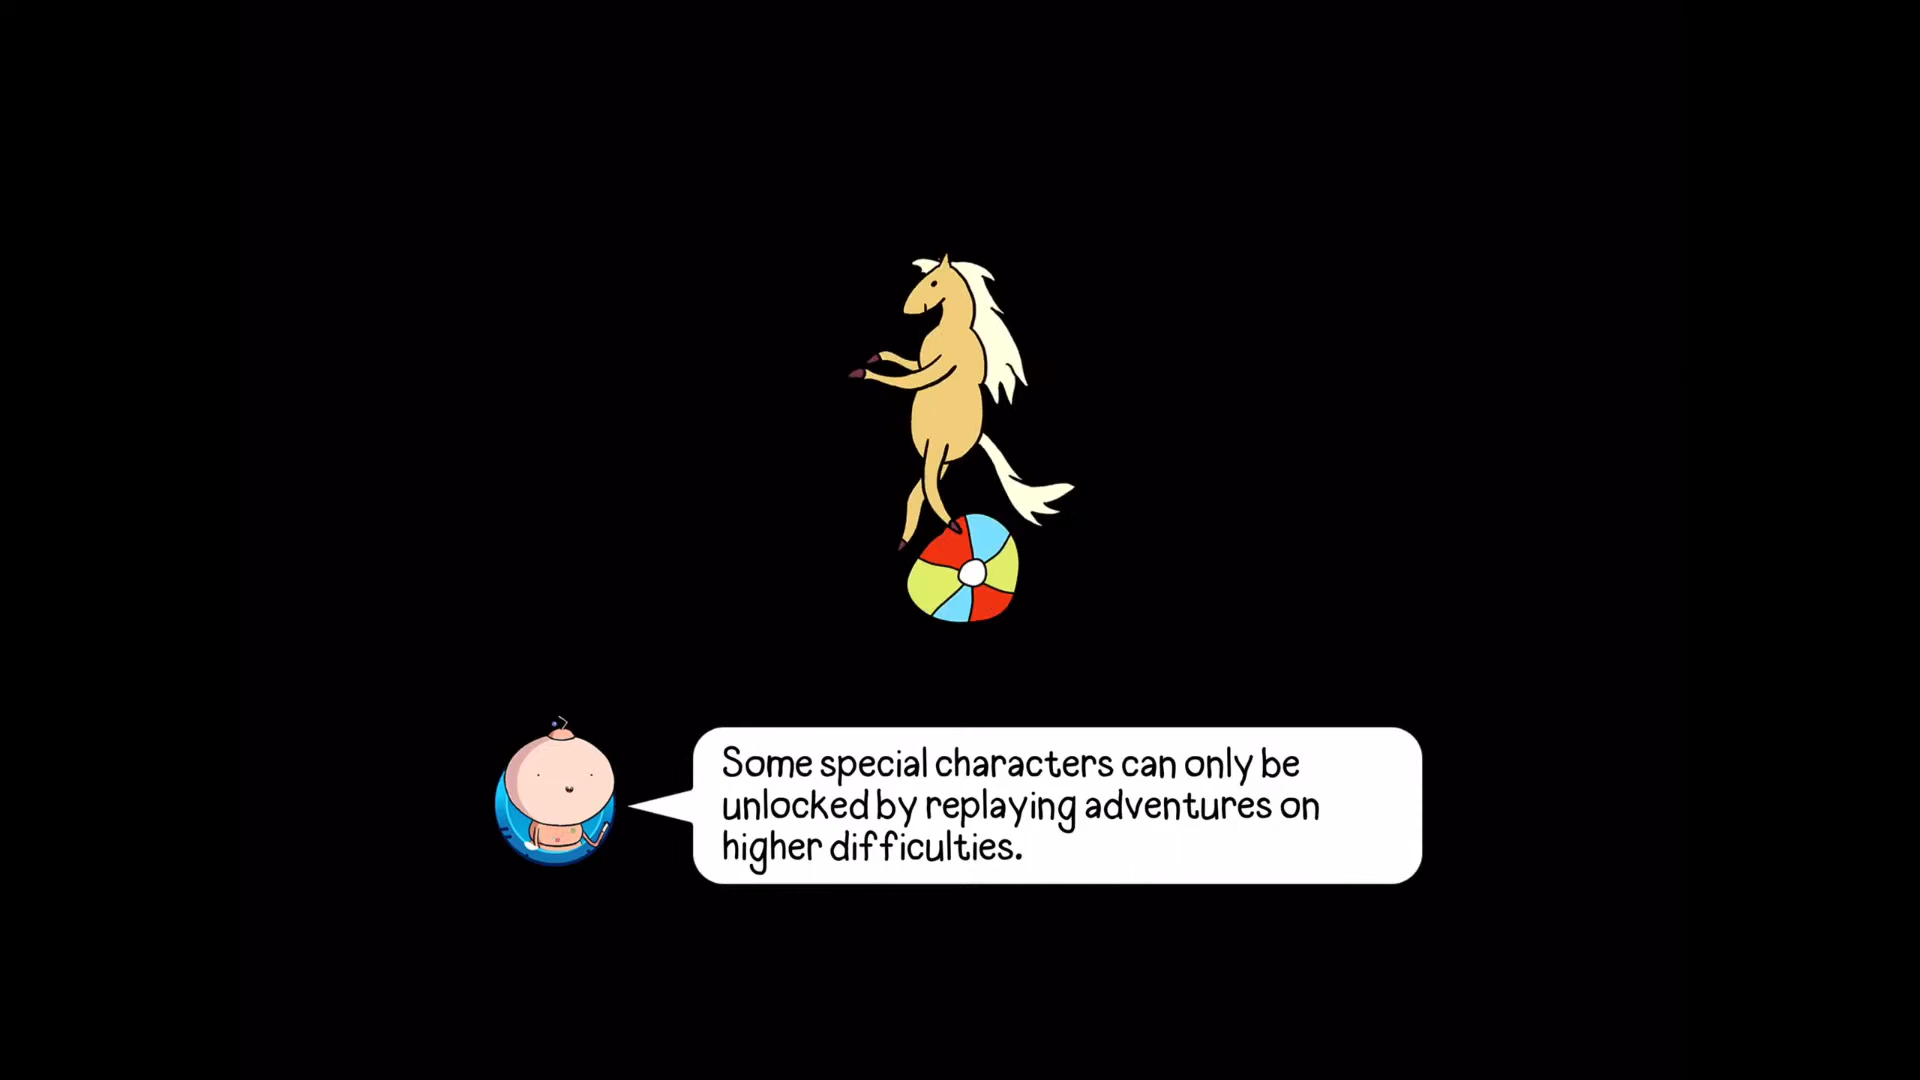 Some special characters can only be
unlocked by replaying adventures on
higher difficulties.